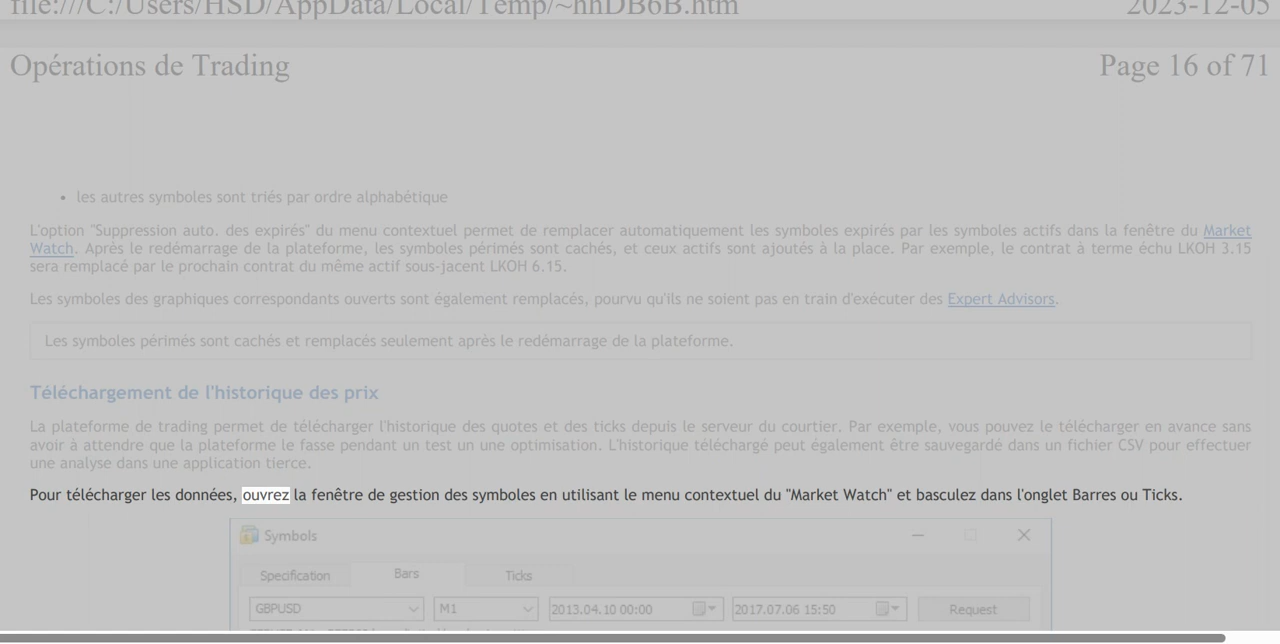 file:///C:/Users/HSD/AppData/Local/Temp/~hhDB6B.htm 2023-12-05
Opérations de Trading Page 16 of 71
• les autres symboles sont triés par ordre alphabétique
L'option "Suppression auto. des expirés" du menu contextuel permet de remplacer automatiquement les symboles expirés par les symboles actifs dans la fenêtre du Market
Watch. Après le redémarrage de la plateforme, les symboles périmés sont cachés, et ceux actifs sont ajoutés à la place. Par exemple, le contrat à terme échu LKOH 3.15
sera remplacé par le prochain contrat du même actif sous-jacent LKOH 6.15.
Les symboles des graphiques correspondants ouverts sont également remplacés, pourvu qu'ils ne soient pas en train d'exécuter des Expert Advisors.
Les symboles périmés sont cachés et remplacés seulement après le redémarrage de la plateforme.
Téléchargement de l'historique des prix
La plateforme de trading permet de télécharger l'historique des quotes et des ticks depuis le serveur du courtier. Par exemple, vous pouvez le télécharger en avance sans
avoir à attendre que la plateforme le fasse pendant un test un une optimisation. L'historique téléchargé peut également être sauvegardé dans un fichier CSV pour effectuer
une analyse dans une application tierce.
Pour télécharger les données, ouvrez la fenêtre de gestion des symboles en utilisant le menu contextuel du "Market Watch" et basculez dans l'onglet Barres ou Ticks.
Symbols
Specification Bars Ticks
GBPUSD M1 2013.04.10 00:00 2017.07.06 15:50 Request